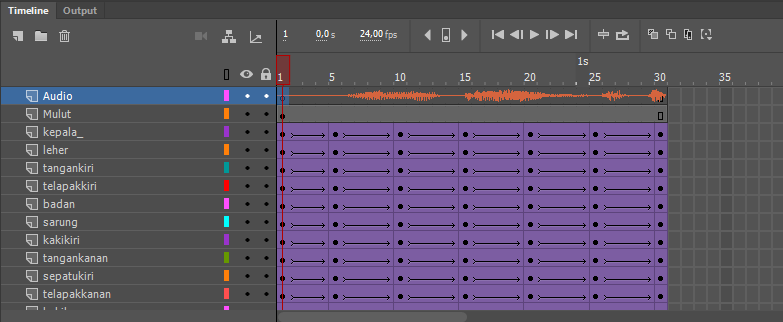 Timeline Output
1 0,0 s 24,00 fps
1s
1 5 10 15 20 25 30 35
Audio
Mulut
kepala_
leher
tangankiri
telapakkiri
badan
sarung
kakikiri
tangankanan
sepatukiri
telapakkanan